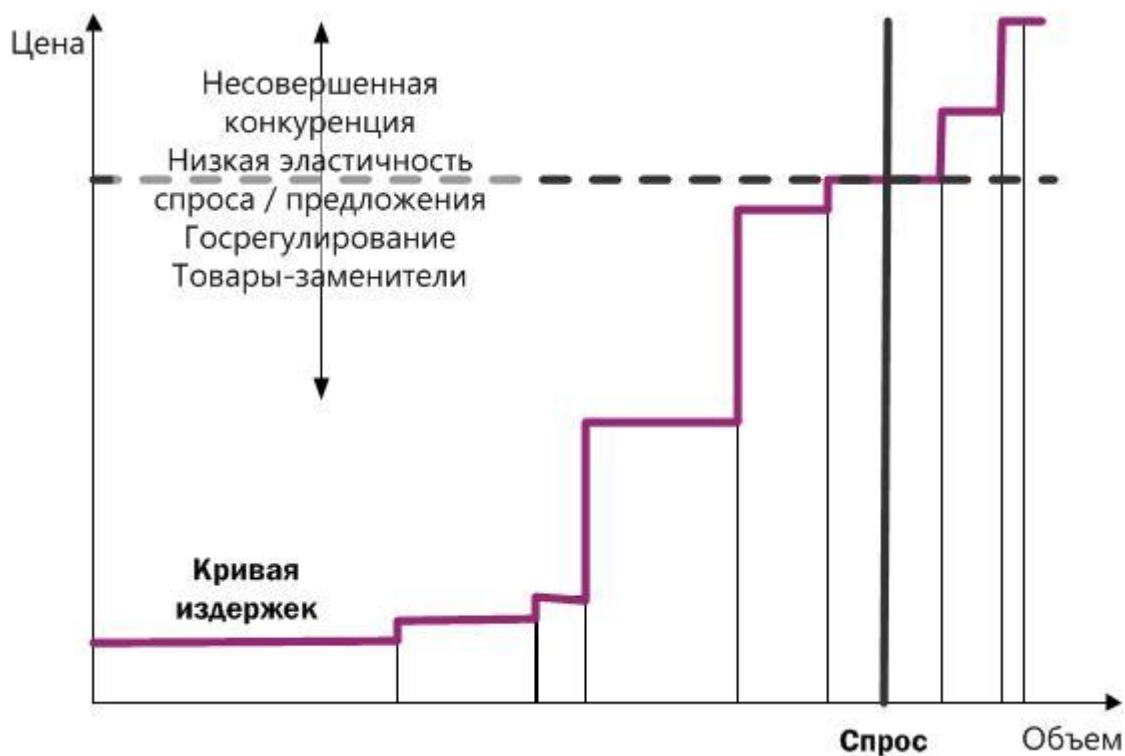 Цена
Несовершенная
конкуренция
Низкая эластичность
спроса / предложения
Госрегулирование
Товары-заменители
Кривая
издержек
Спрос
Объем